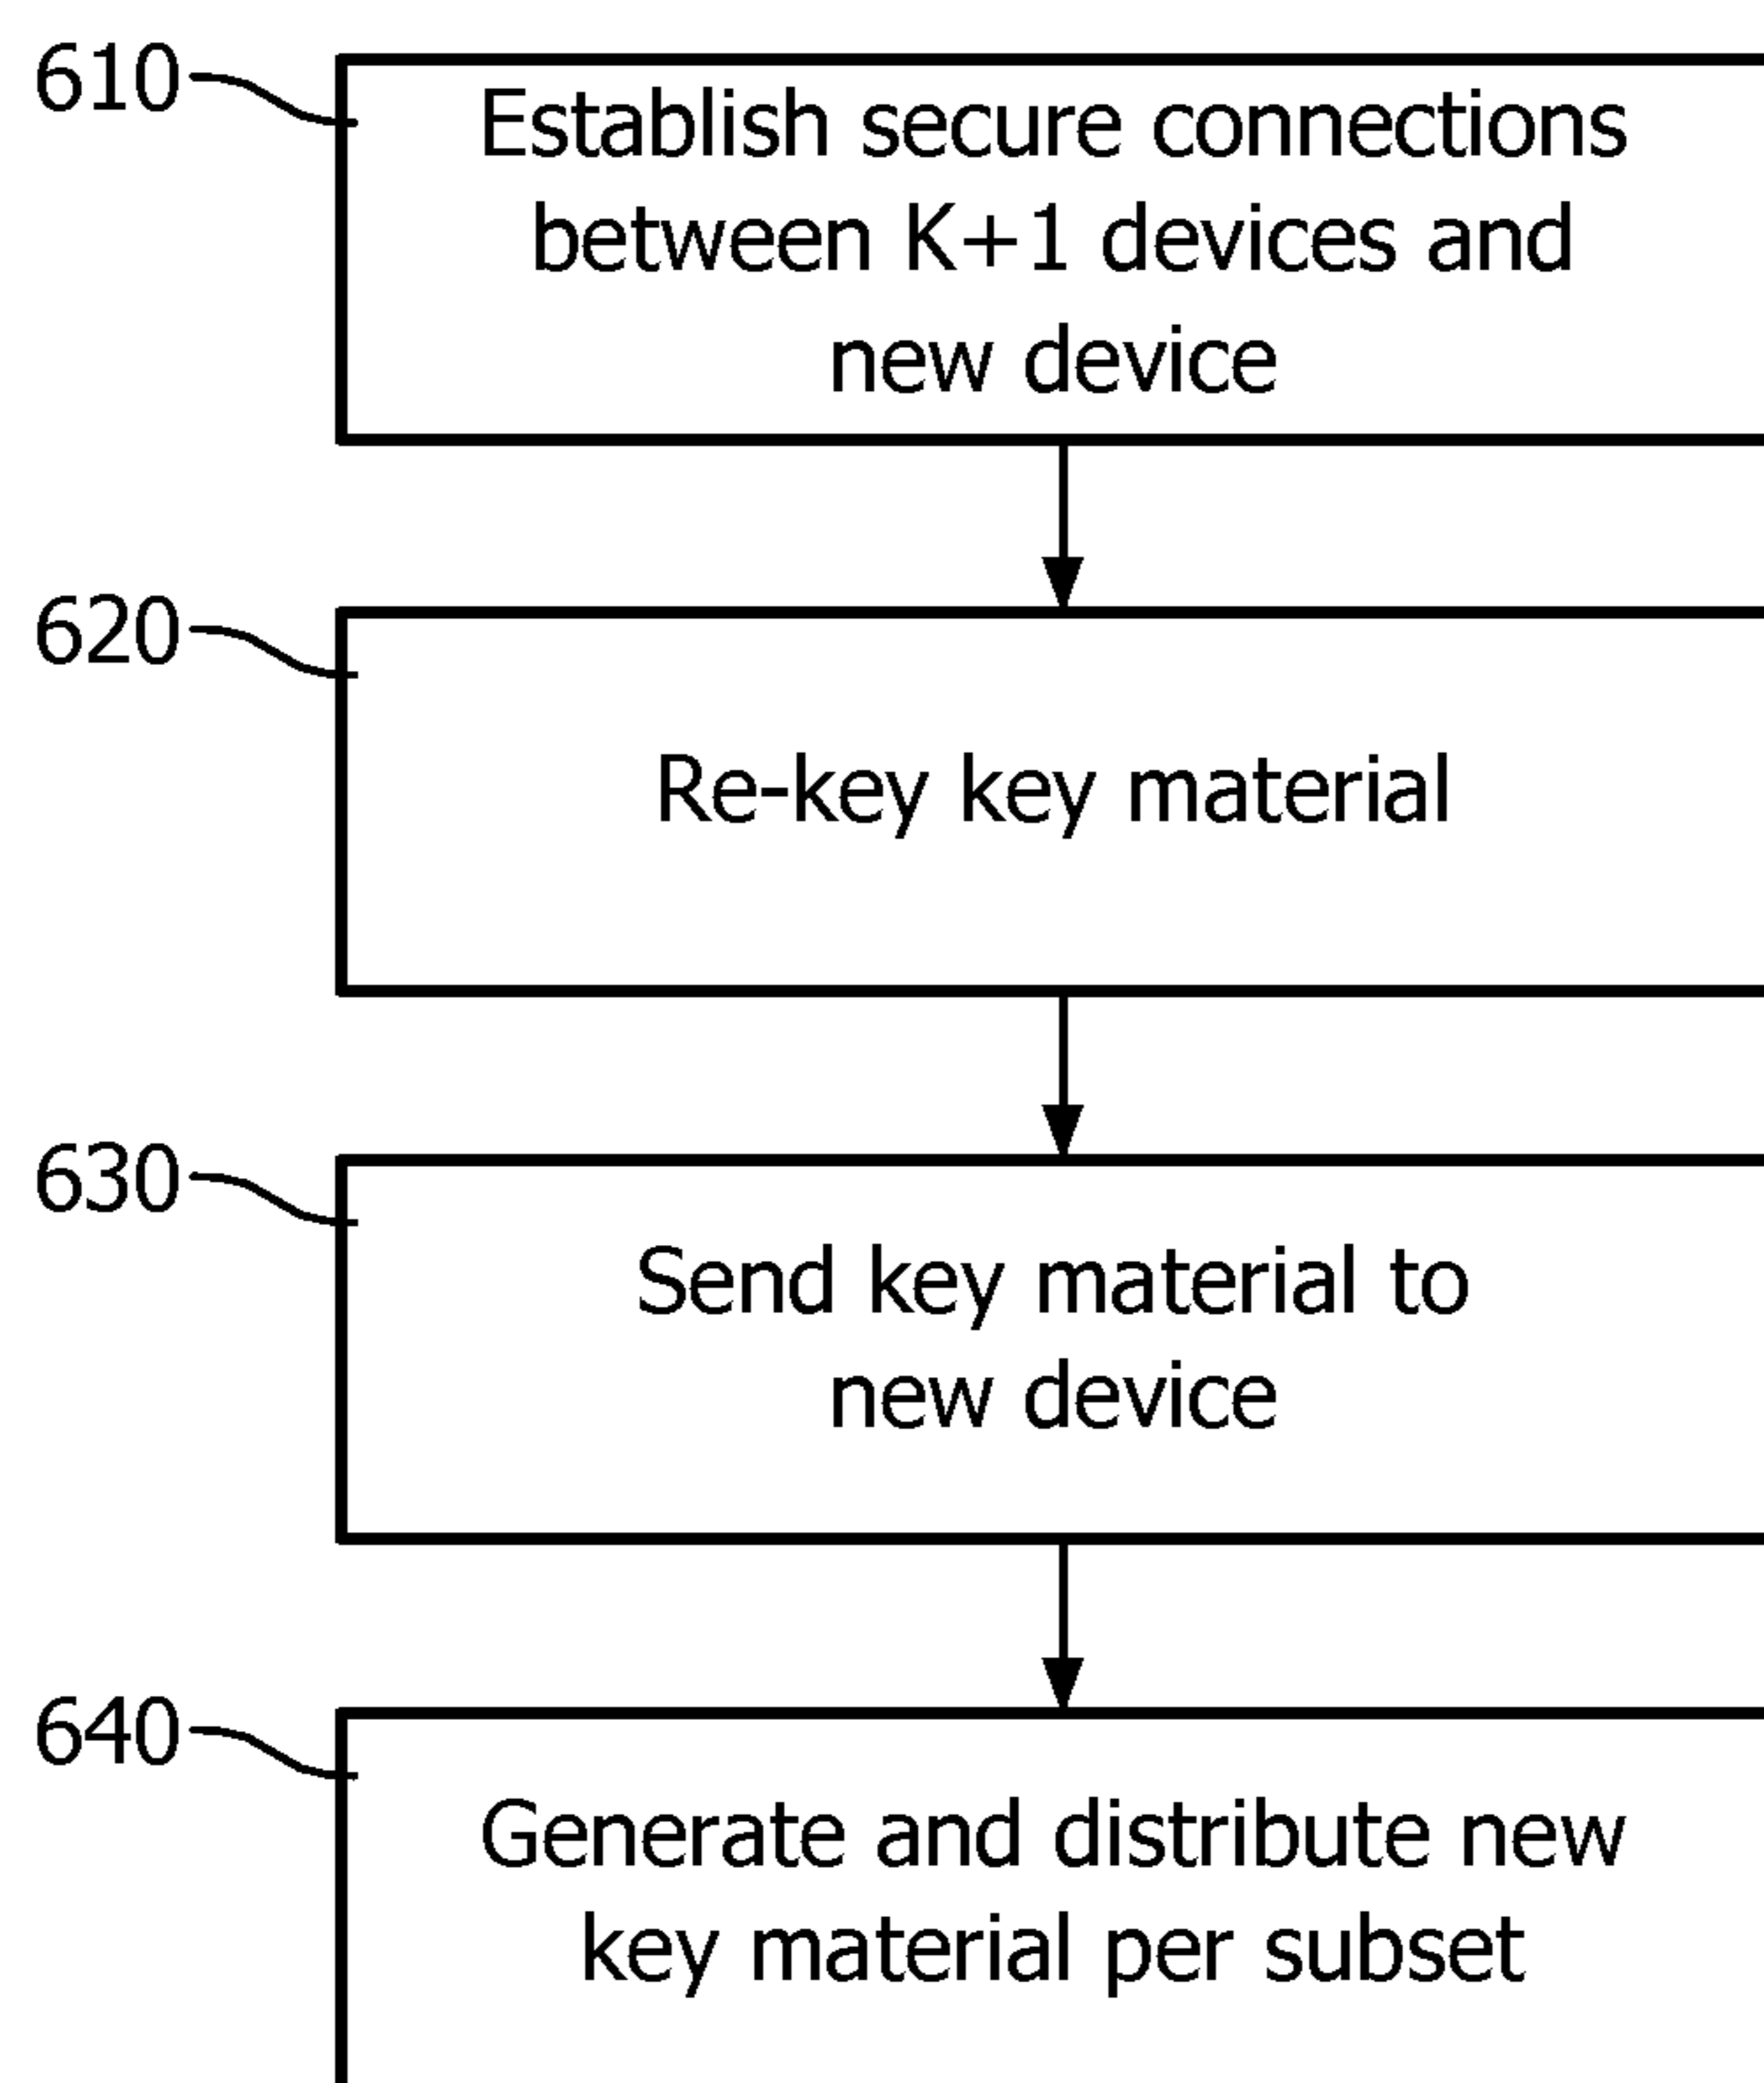 610
Establish secure connections
between K+1 devices and
new device
620
Re-key key material
630
Send key material to
new device
640
Generate and distribute new
key material per subset